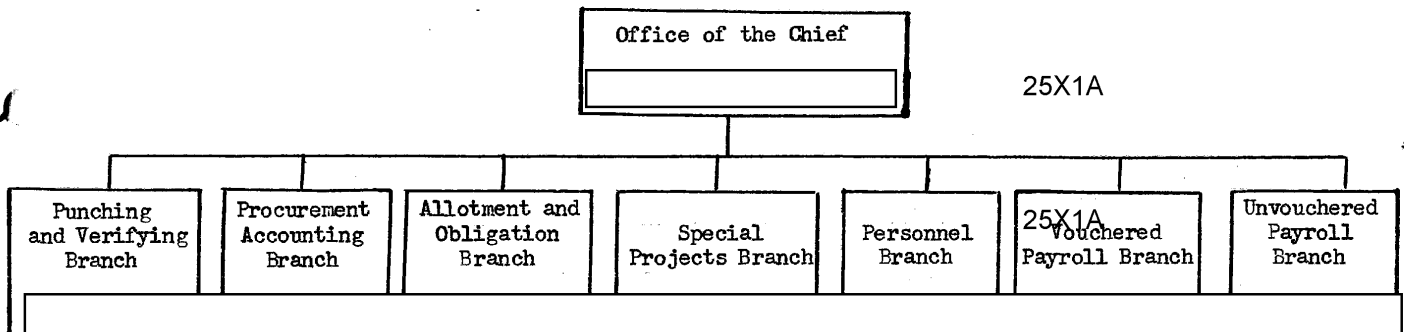 Office of the Chief
25X1A
Punching
and Verifying
Branch
Procurement
Accounting
Branch
Allotment and
Obligation
Branch
Special
Projects Branch
Personnel
Branch
25X1A
Vouchered
Payroll Branch
Unvouchered
Payroll
Branch